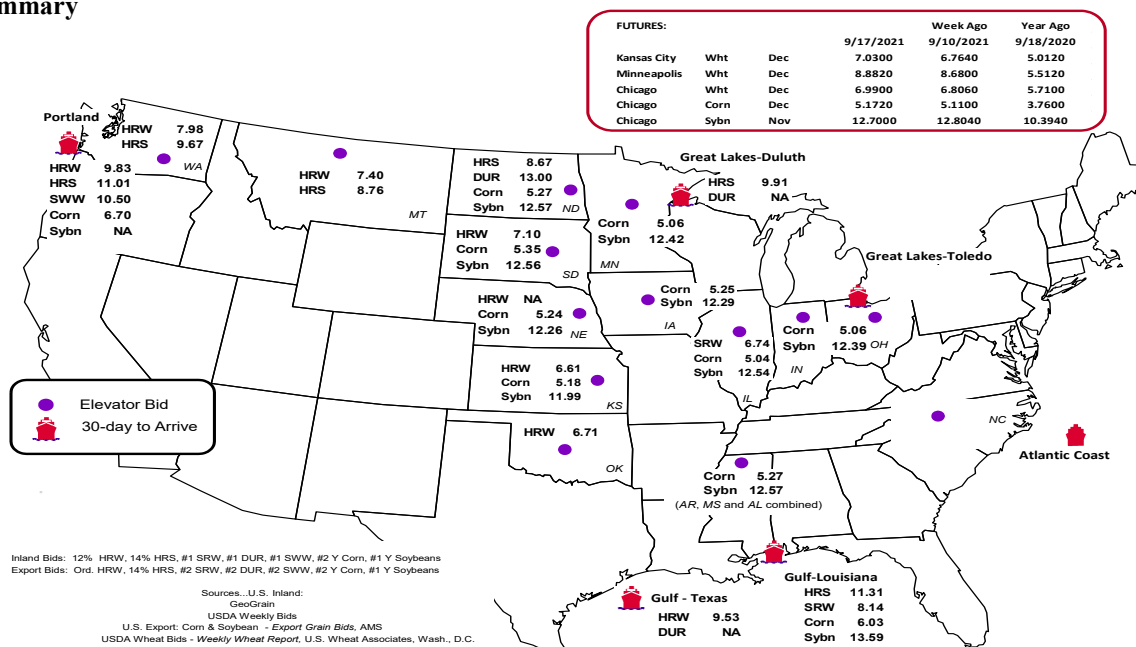 mmary
FUTURES: Week Ago Year Ago
9/17/2021 9/10/2021 9/18/2020
Kansas City Wht Dec 7.0300 6.7640 5.0120
Minneapolis Wht Dec 8.8820 8.6800 5.5120
Chicago Wht Dec 6.9900 6.8060 5.7100
Chicago Corn Dec 5.1720 5.1100 3.7600
Chicago Sybn Nov 12.7000 12.8040 10.3940
Portland
HRW 7.98
HRS 9.67
WA
HRW 9.83
HRS 11.01
SWW 10.50
Corn 6.70
Sybn NA
HRW 7.40
HRS 8.76
MT
HRS 8.67
DUR 13.00
Corn 5.27
Sybn 12.57 ND
HRW 7.10
Corn 5.35
Sybn 12.56
SD
HRW NA
Corn 5.24
Sybn 12.26
NE
HRW 6.61
Corn 5.18
Sybn 11.99
KS
HRW 6.71
OK
Great Lakes-Duluth
HRS 9.91
DUR NA
Corn 5.06
Sybn 12.42
MN
Corn 5.25
Sybn 12.29
IA
SRW 6.74
Corn 5.04
Sybn 12.54
IL
Great Lakes-Toledo
Corn 5.06
Sybn 12.39 OH
IN
NC
Atlantic Coast
Corn 5.27
Sybn 12.57
(AR, MS and AL combined)
Elevator Bid
30-day to Arrive
Gulf-Louisiana
HRS 11.31
SRW 8.14
Corn 6.03
Sybn 13.59
Gulf - Texas
HRW 9.53
DUR NA
Inland Bids: 12% HRW, 14% HRS, #1 SRW, #1 DUR, #1 SWW, #2 Y Corn, #1 Y Soybeans
Export Bids: Ord. HRW, 14% HRS, #2 SRW, #2 DUR, #2 SWW, #2 Y Corn, #1 Y Soybeans
Sources...U.S. Inland:
GeoGrain
USDA Weekly Bids
U.S. Export: Corn & Soybean - Export Grain Bids, AMS
USDA Wheat Bids - Weekly Wheat Report, U.S. Wheat Associates, Wash., D.C.